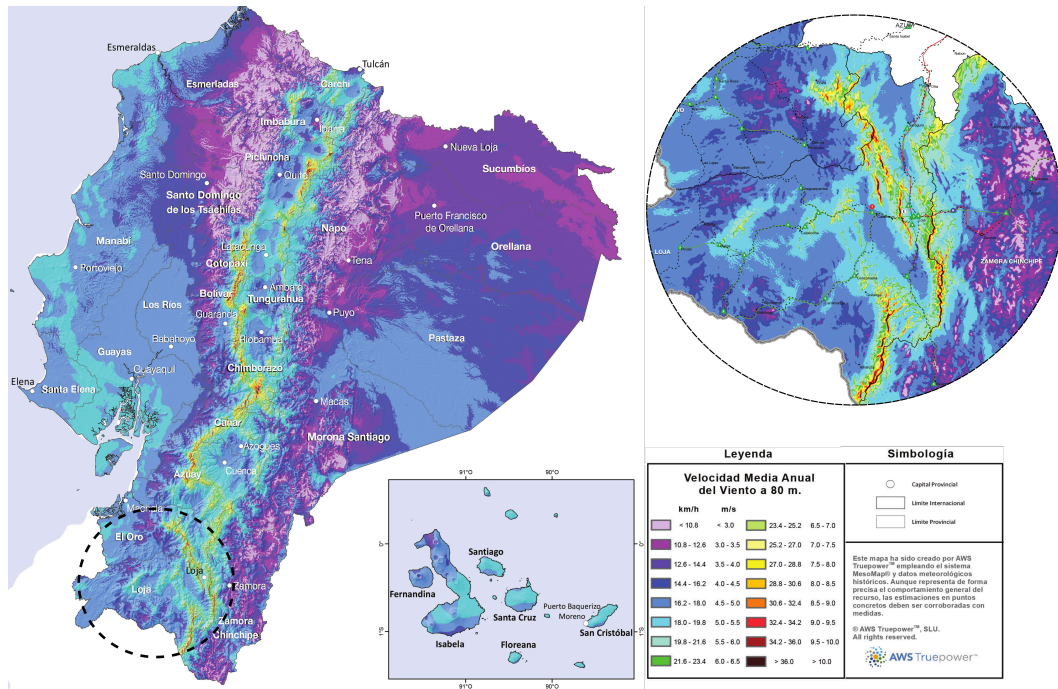 Esmeraldas
Tulcán
Esmerladas
Carchi
Imbabura
Ibarra
Pichincha
Nueva Loja
Quito
Sucumbíos
Santo Domingo
Santo Domingo
de los Tsáchilas
Puerto Francisco
de Orellana
Napo
Manabí
Orellana
Latacunga
Portoviejo
Cotopaxi
Tena
Ambato
Bolívar
Tungurahua
Los Ríos
Guaranda
Puyo
Riobamba
Pastaza
Babahoyo
Guayas
Guayaquil
Chimborazo
Elena
Santa Elena
Macas
Cañar
Morona Santiago
Azogues
Cuenca
Azuay
Machala
El Oro
Loja
Loja
Zamora
Zamora
Chinchipe
91°0
90°0
0°
1°S
Santiago
Fernandina
Puerto Baquerizo
Moreno
Santa Cruz
San Cristóbal
Isabela
Floreana
91°0
90°0
AZUAY
Santa Isabel
LOJA
ZAMORA CHINCHIPE
Leyenda
Simbología
Velocidad Media Anual
del Viento a 80 m.
km/h m/s
< 10.8 < 3.0 23.4 - 25.2 6.5 - 7.0
10.8 - 12.6 3.0 - 3.5 25.2 - 27.0 7.0 - 7.5
12.6 - 14.4 3.5 - 4.0 27.0 - 28.8 7.5 - 8.0
14.4 - 16.2 4.0 - 4.5 28.8 - 30.6 8.0 - 8.5
16.2 - 18.0 4.5 - 5.0 30.6 - 32.4 8.5 - 9.0
18.0 - 19.8 5.0 - 5.5 32.4 - 34.2 9.0 - 9.5
19.8 - 21.6 5.5 - 6.0 34.2 - 36.0 9.5 - 10.0
21.6 - 23.4 6.0 - 6.5 > 36.0 > 10.0
Capital Provincial
Límite Internacional
Límite Provincial
Este mapa ha sido creado por AWS
Truepower™ empleando el sistema
MesoMap® y datos meteorológicos
históricos. Aunque representa de forma
precisa el comportamiento general del
recurso, las estimaciones en puntos
concretos deben ser corroboradas con
medidas.
® AWS Truepower™, SLU.
All rights reserved.
AWS Truepower™